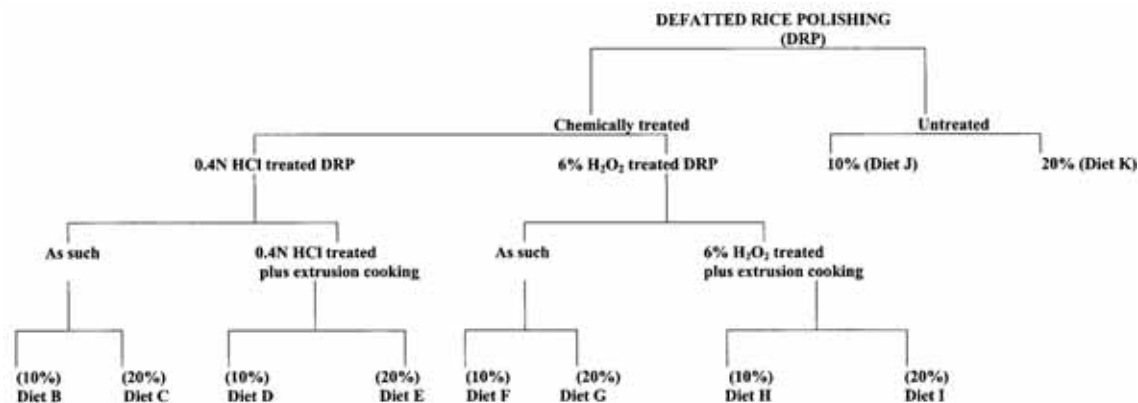 DEFATTED RICE POLISHING
(DRP)
Chemically treated
Untreated
0.4N HCl treated DRP
6% H₂O₂ treated DRP
10% (Diet J)
20% (Diet K)
As such
0.4N HCl treated
plus extrusion cooking
As such
6% H₂O₂ treated
plus extrusion cooking
(10%)
Diet B
(20%)
Diet C
(10%)
Diet D
(20%)
Diet E
(10%)
Diet F
(20%)
Diet G
(10%)
Diet H
(20%)
Diet I